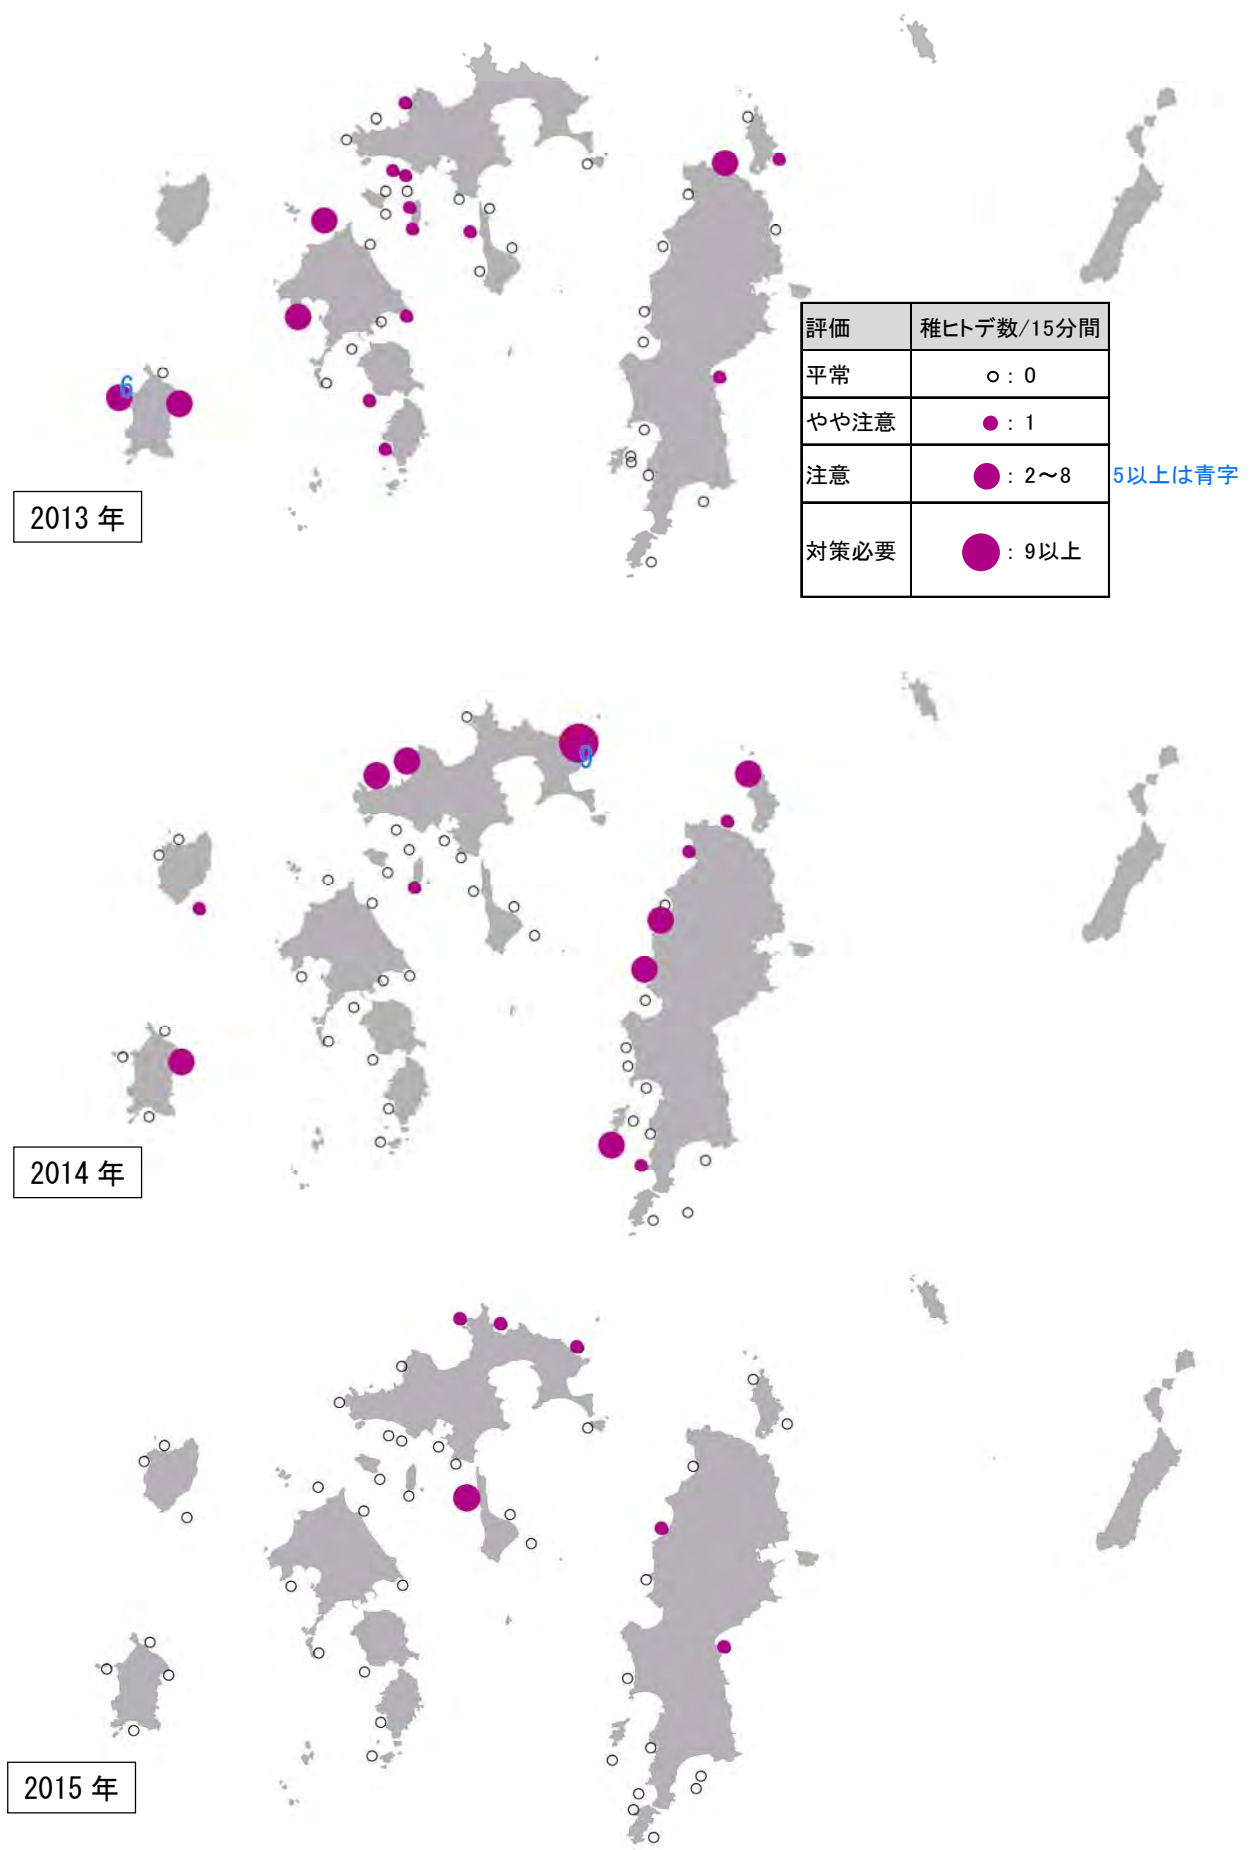 評価 稚ヒトデ数/15分間
平常 : 0
やや注意 : 1
注意 : 2～8 5以上は青字
対策必要 : 9以上
6
2013 年
9
2014 年
2015 年